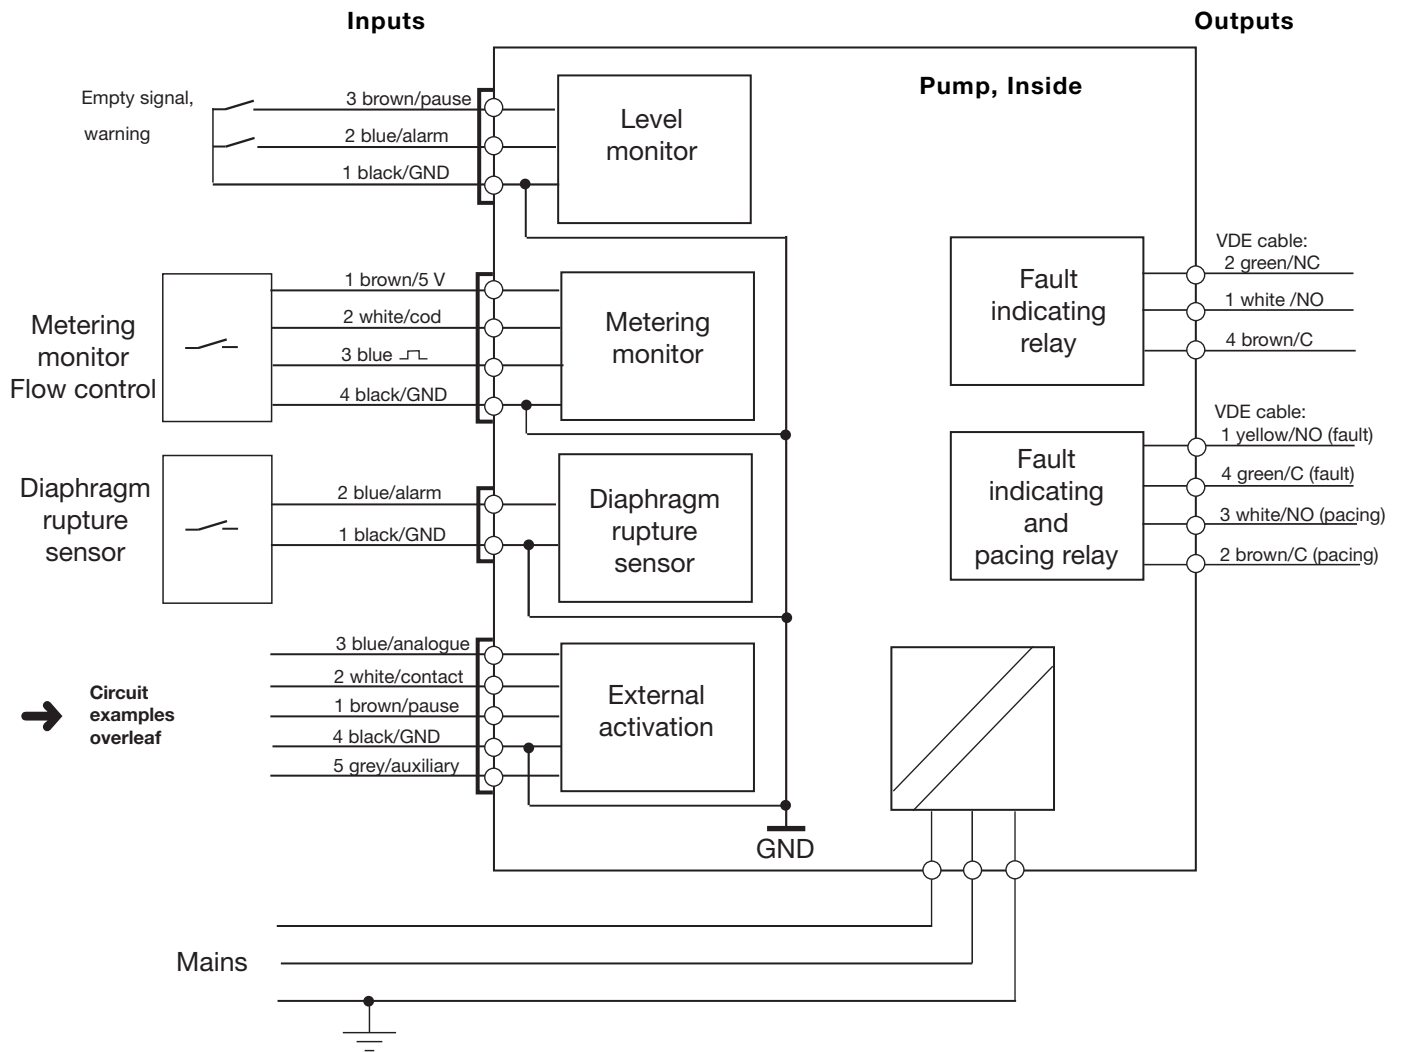 Inputs
Outputs
Pump, Inside
Empty signal,
warning
3 brown/pause
2 blue/alarm
1 black/GND
Level
monitor
Metering
monitor
Flow control
1 brown/5 V
2 white/cod
3 blue
4 black/GND
Metering
monitor
Diaphragm
rupture
sensor
2 blue/alarm
1 black/GND
Diaphragm
rupture
sensor
Circuit
examples
overleaf
3 blue/analogue
2 white/contact
1 brown/pause
4 black/GND
5 grey/auxiliary
External
activation
GND
Fault
indicating
relay
VDE cable:
2 green/NC
1 white /NO
4 brown/C
Fault
indicating
and
pacing relay
VDE cable:
1 yellow/NO (fault)
4 green/C (fault)
3 white/NO (pacing)
2 brown/C (pacing)
Mains